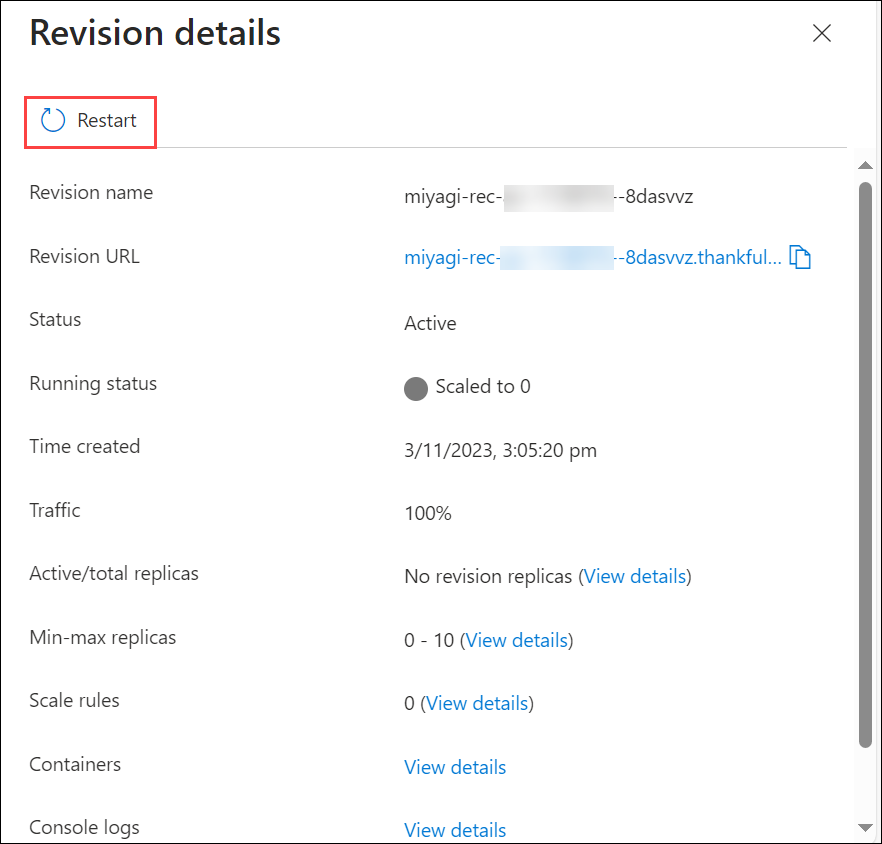 Revision details
Restart
Revision name miyagi-rec- --8dasvvz
Revision URL miyagi-rec- --8dasvvz.thankful...
Status Active
Running status Scaled to 0
Time created 3/11/2023, 3:05:20 pm
Traffic 100%
Active/total replicas No revision replicas (View details)
Min-max replicas 0 - 10 (View details)
Scale rules 0 (View details)
Containers View details
Console logs View details